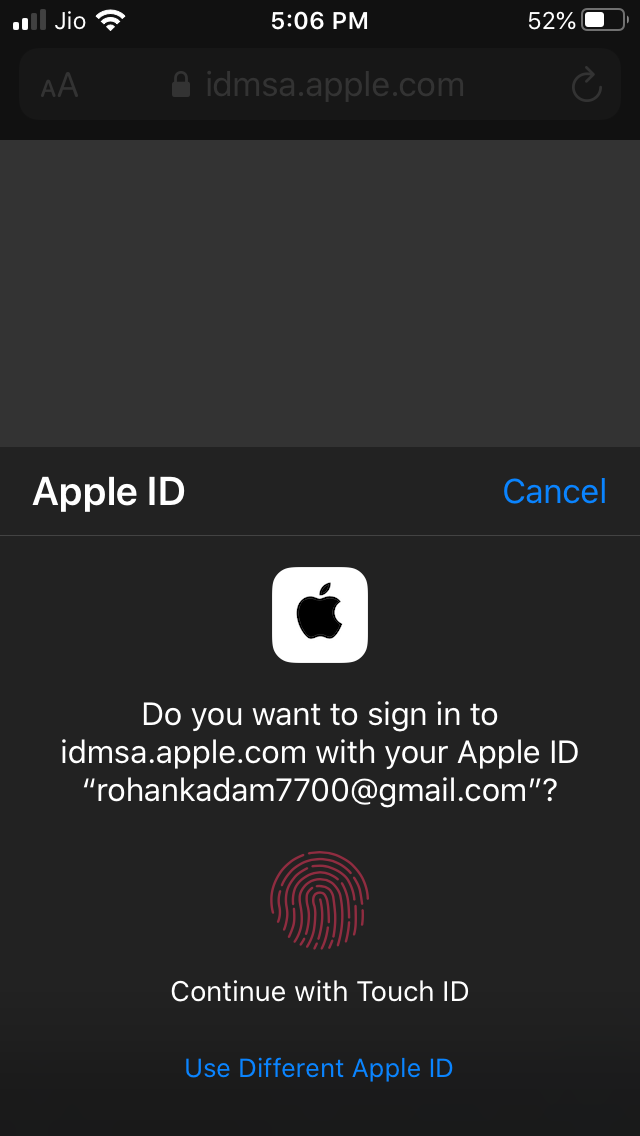 Jio 5:06 PM 52%
AA idmsa.apple.com
Apple ID Cancel
Do you want to sign in to
idmsa.apple.com with your Apple ID
“rohankadam7700@gmail.com”?
Continue with Touch ID
Use Different Apple ID